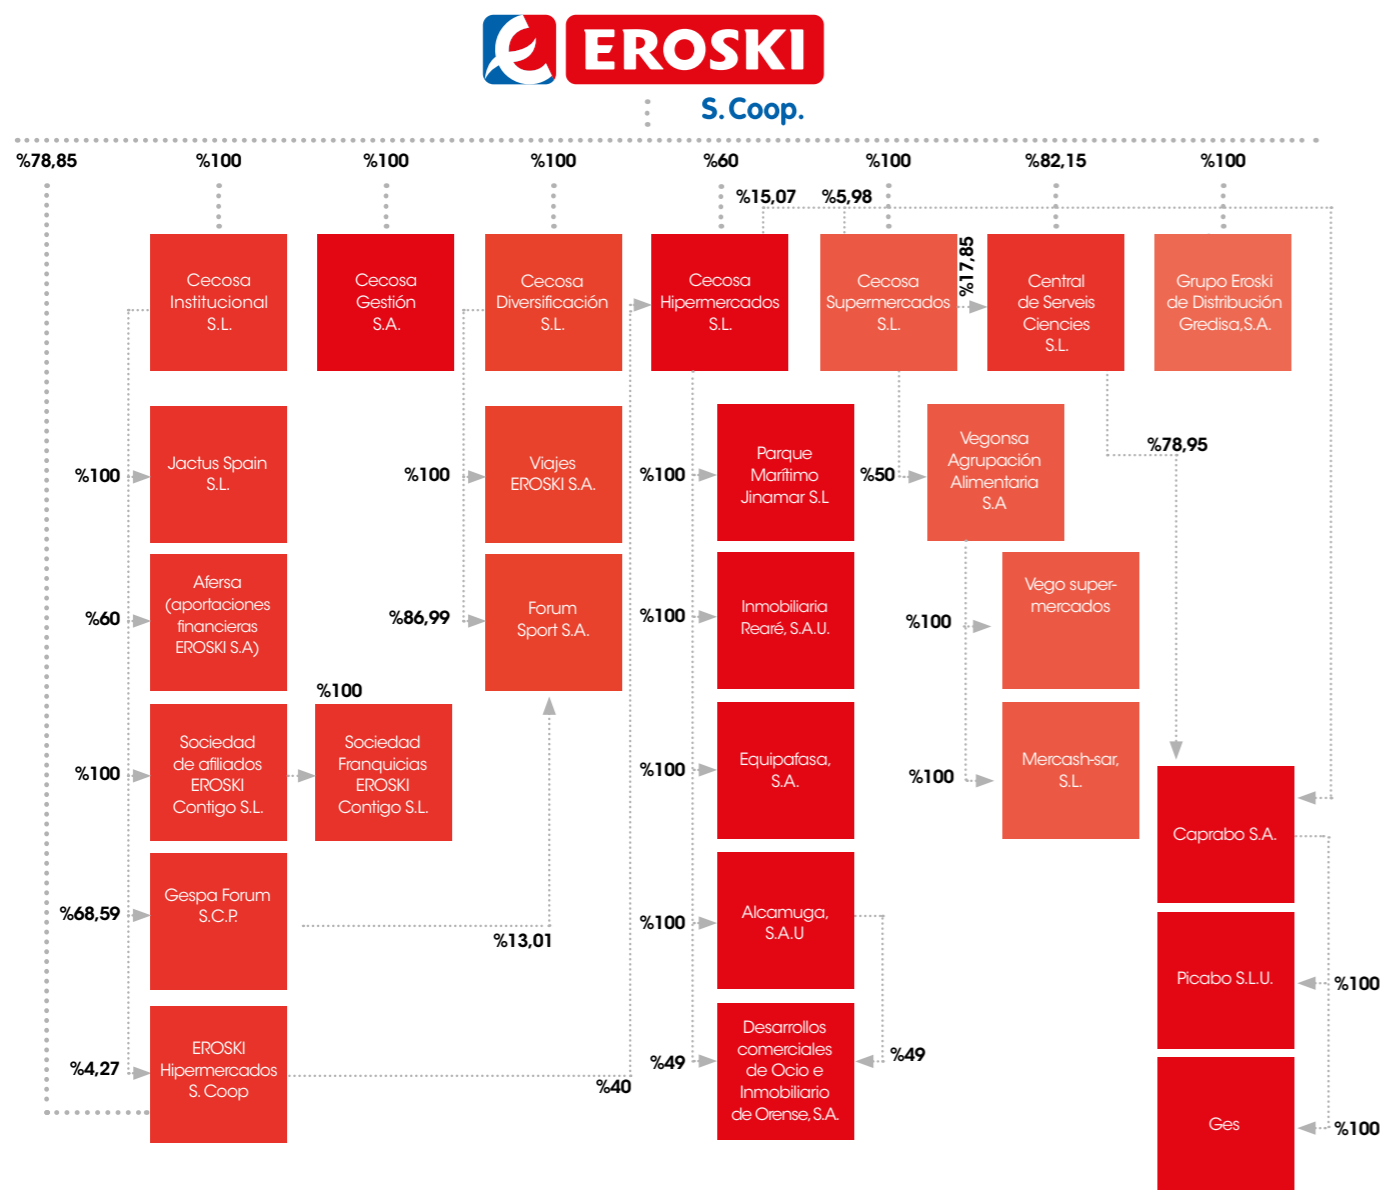 EROSKI
S. Coop.
%78,85
%100
%100
%100
%60
%100
%82,15
%100
%15,07
%5,98
%17,85
Cecosa
Institucional
S.L.
Cecosa
Gestión
S.A.
Cecosa
Diversificación
S.L.
Cecosa
Hipermercados
S.L.
Cecosa
Supermercados
S.L.
Central
de Serveis
Ciencies
S.L.
Grupo Eroski
de Distribución
Gredisa,S.A.
%100
Jactus Spain
S.L.
%100
Viajes
EROSKI S.A.
%100
Parque
Marítimo
Jinamar S.L
%50
Vegonsa
Agrupación
Alimentaria
S.A
%78,95
%60
Afersa
(aportaciones
financieras
EROSKI S.A)
%86,99
Forum
Sport S.A.
%100
Inmobiliaria
Rearé, S.A.U.
%100
Vego super-
mercados
%100
Sociedad
de afiliados
EROSKI
Contigo S.L.
%100
Sociedad
Franquicias
EROSKI
Contigo S.L.
%100
Equipafasa,
S.A.
%100
Mercash-sar,
S.L.
Caprabo S.A.
%68,59
Gespa Forum
S.C.P.
%13,01
%100
Alcamuga,
S.A.U
Picabo S.L.U.
%100
%4,27
EROSKI
Hipermercados
S. Coop
%40
%49
Desarrollos
comerciales
de Ocio e
Inmobiliario
de Orense, S.A.
%49
Ges
%100